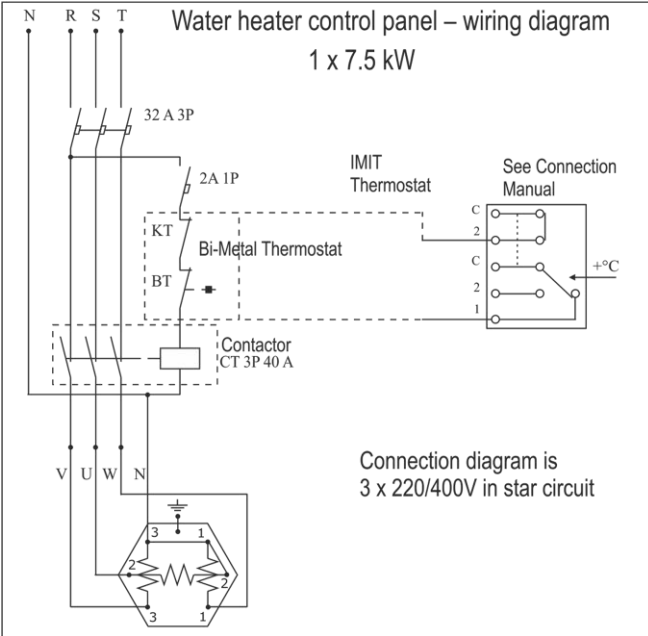 Water heater control panel – wiring diagram
1 x 7.5 kW
N R S T
32 A 3P
2A 1P
IMIT
Thermostat
See Connection
Manual
KT
Bi-Metal Thermostat
BT
C
2
C
2
1
+°C
Contactor
CT 3P 40 A
V U W N
Connection diagram is
3 x 220/400V in star circuit
3 1
2 2
3 1